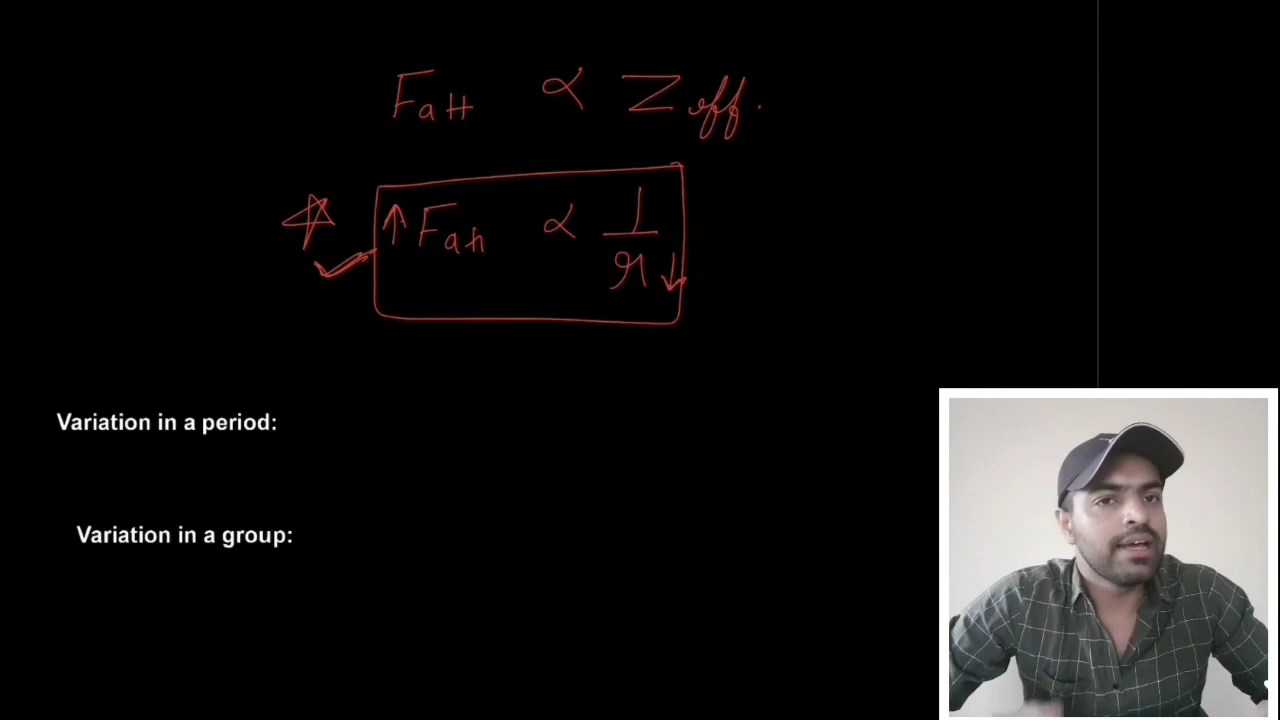 Fatt ∝ Zeff.
↑ Fatt ∝ 1/r ↓
Variation in a period:
Variation in a group: